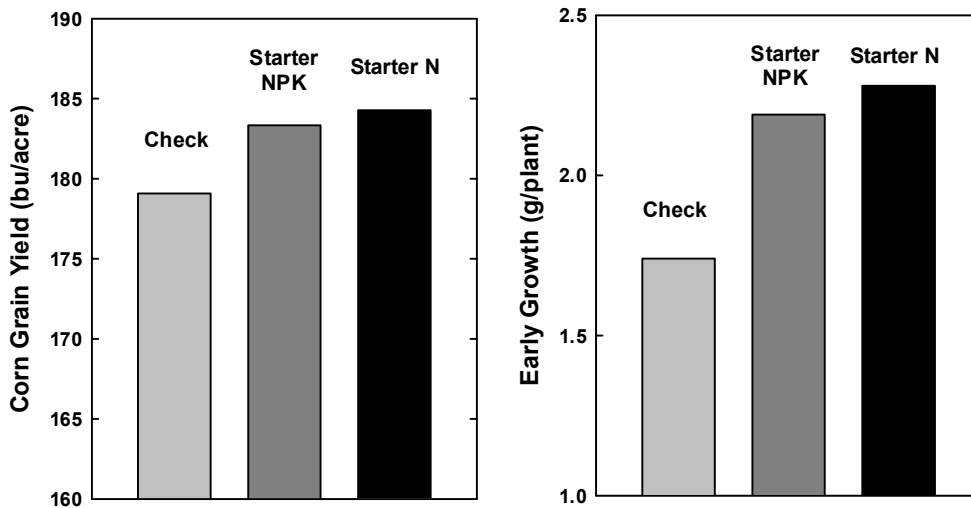 Corn Grain Yield (bu/acre)
190
185
180
175
170
165
160
Check
Starter
NPK
Starter N
Early Growth (g/plant)
2.5
2.0
1.5
1.0
Check
Starter
NPK
Starter N